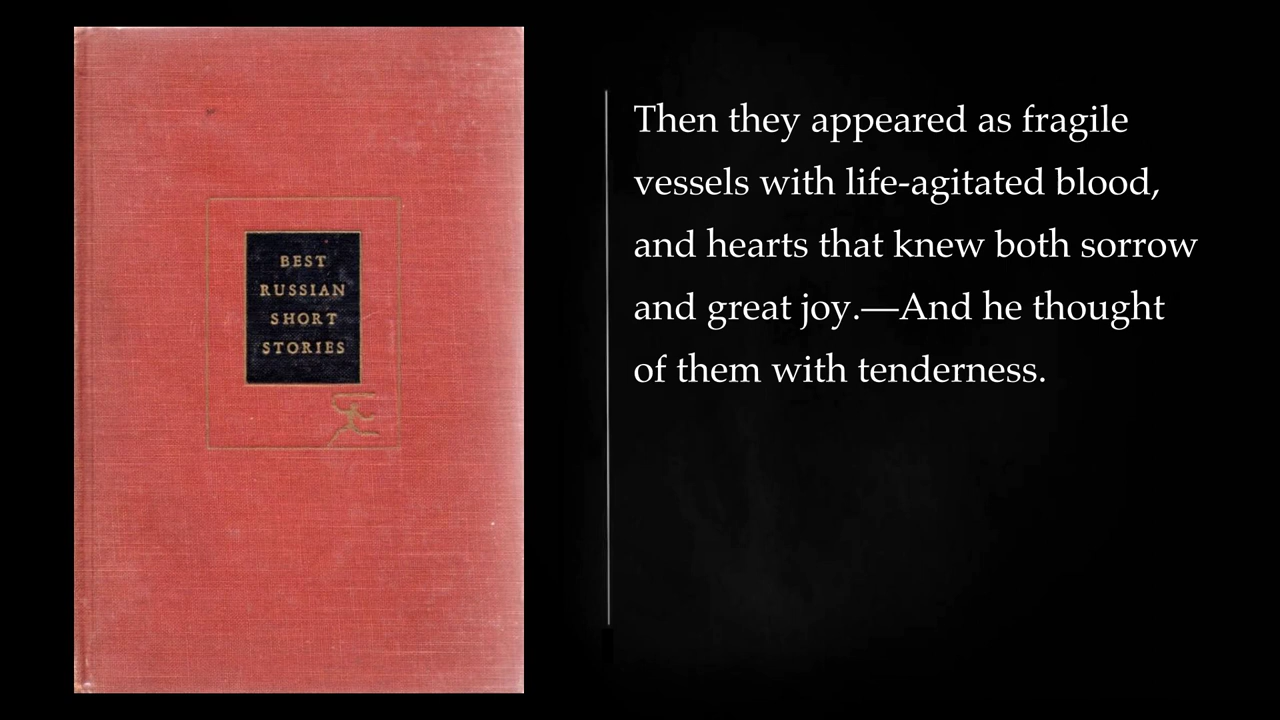 BEST
RUSSIAN
SHORT
STORIES
Then they appeared as fragile
vessels with life-agitated blood,
and hearts that knew both sorrow
and great joy.—And he thought
of them with tenderness.